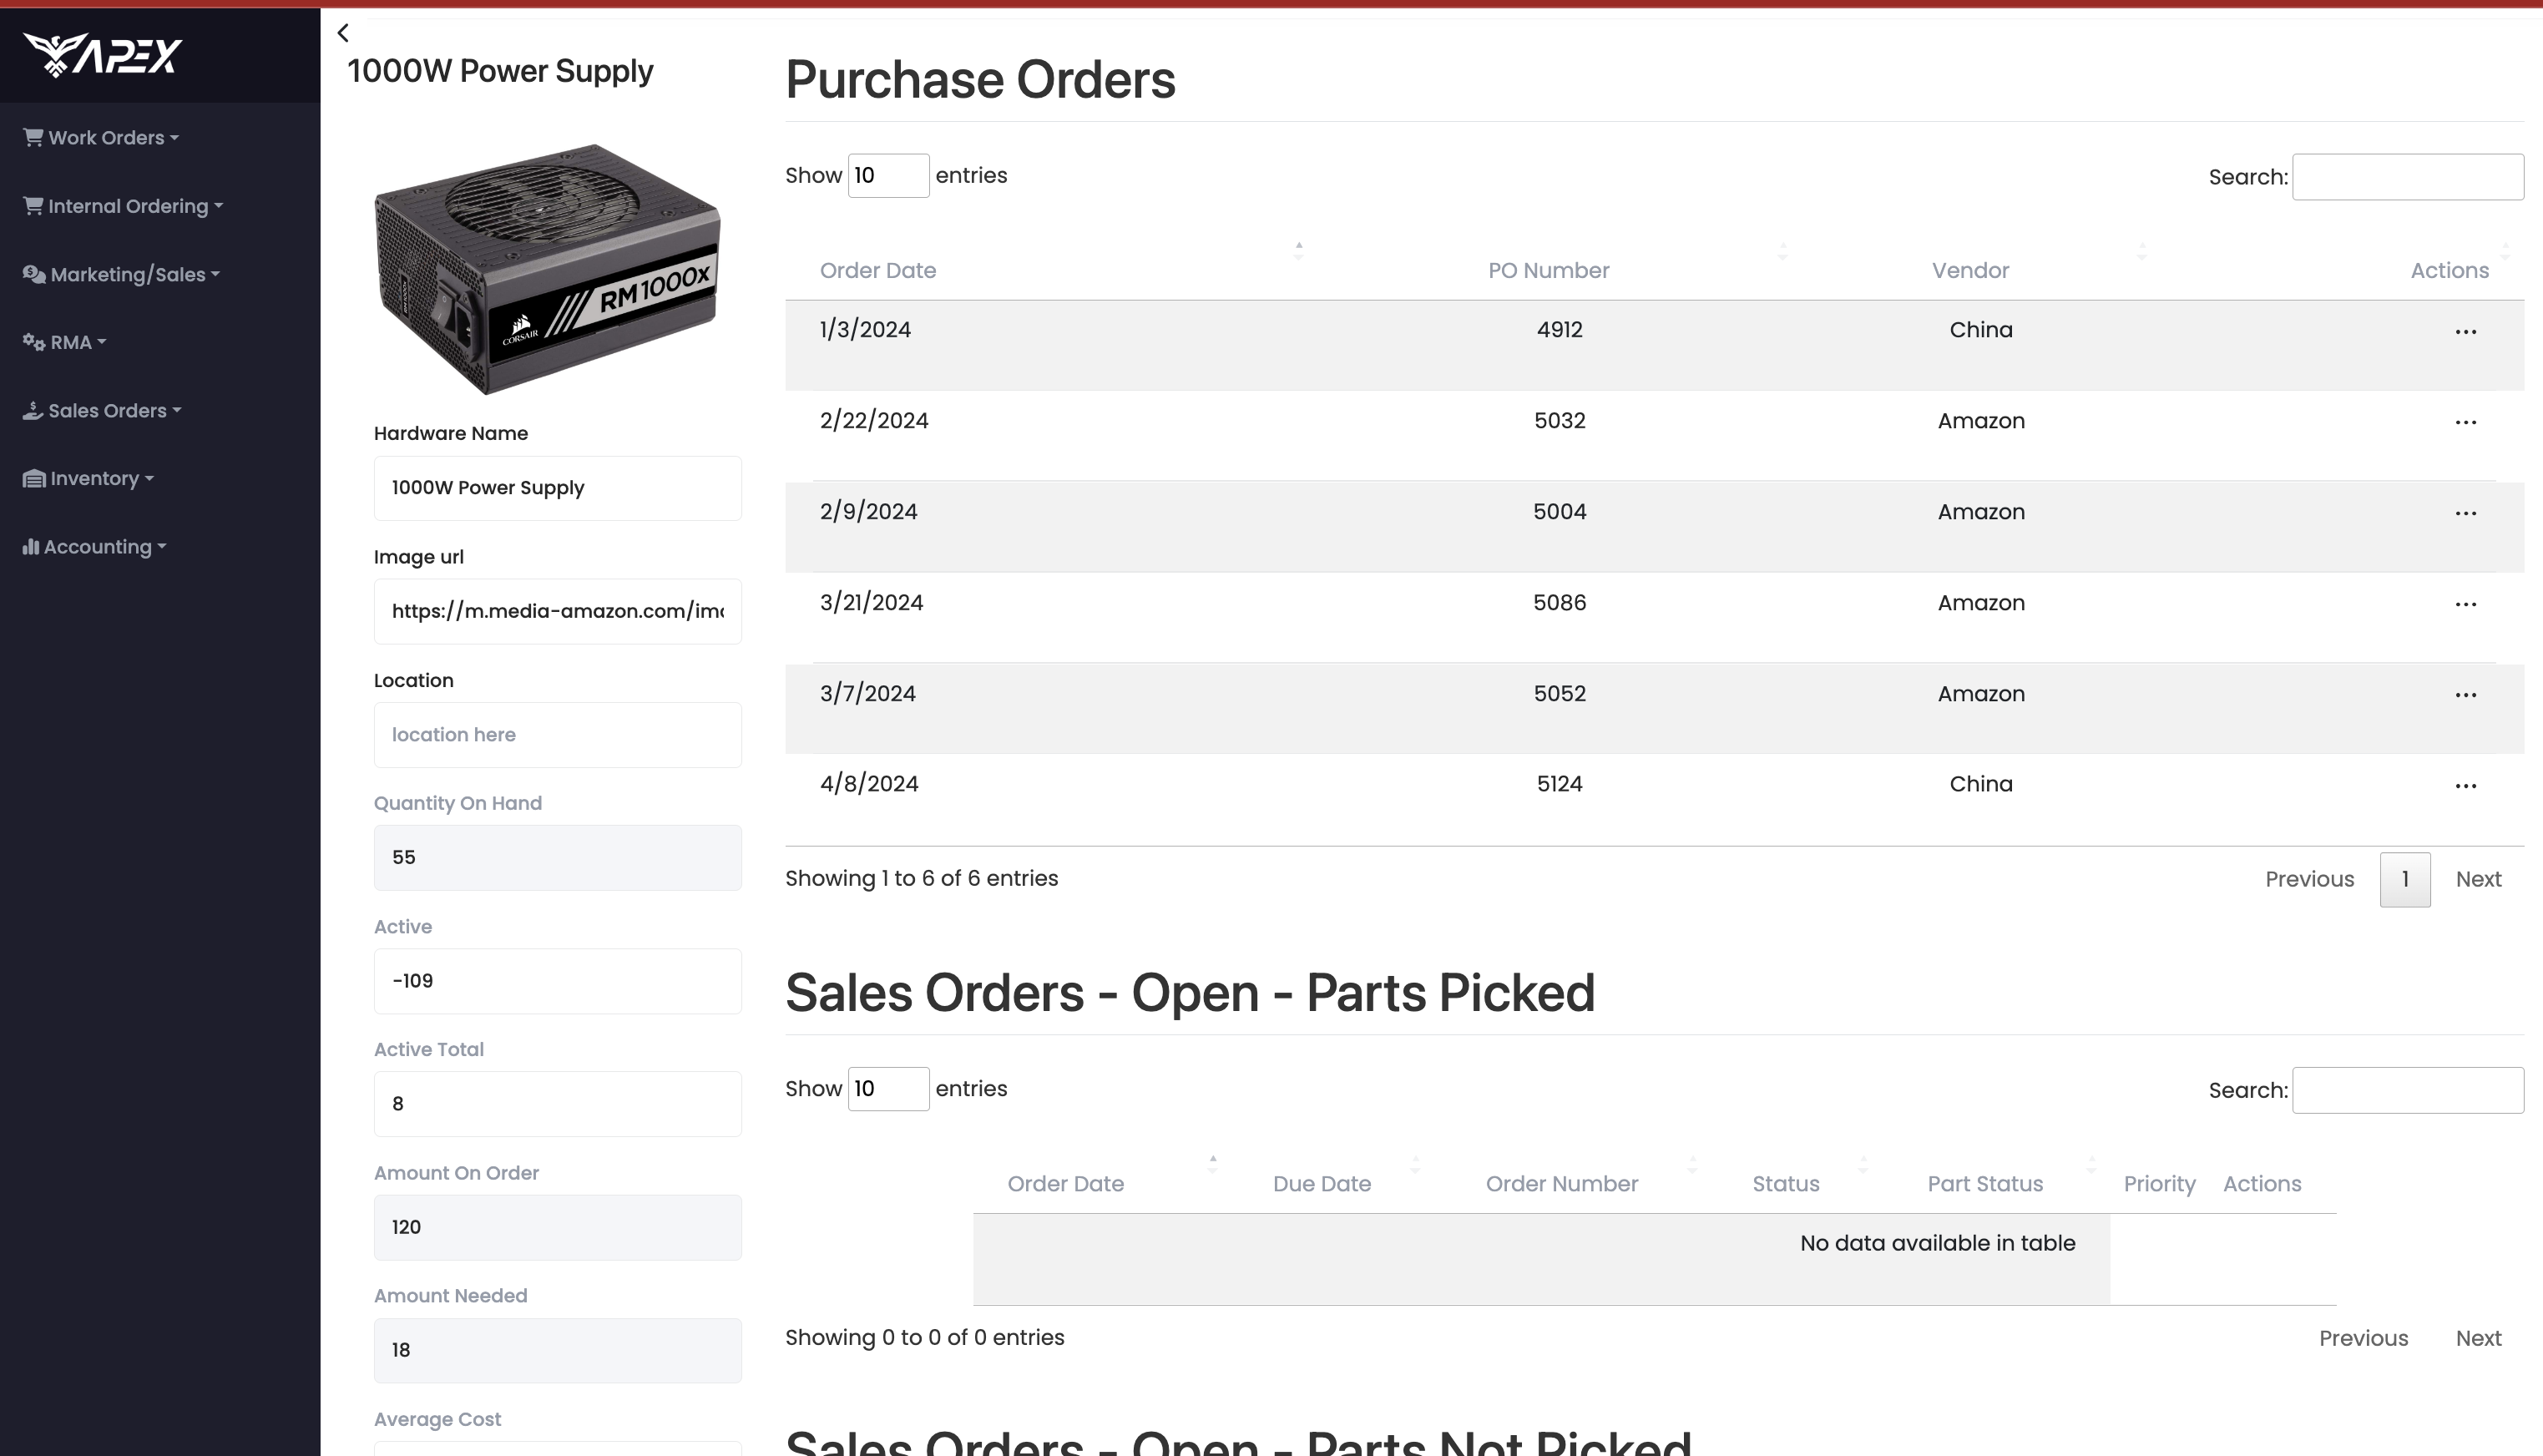 APEX
Work Orders
Internal Ordering
Marketing/Sales
RMA
Sales Orders
Inventory
Accounting
1000W Power Supply
CORSAIR
RM1000x
Hardware Name
1000W Power Supply
Image url
https://m.media-amazon.com/im
Location
location here
Quantity On Hand
55
Active
-109
Active Total
8
Amount On Order
120
Amount Needed
18
Average Cost
Purchase Orders
Show 10 entries
Search:
Order Date PO Number Vendor Actions
1/3/2024 4912 China ...
2/22/2024 5032 Amazon ...
2/9/2024 5004 Amazon ...
3/21/2024 5086 Amazon ...
3/7/2024 5052 Amazon ...
4/8/2024 5124 China ...
Showing 1 to 6 of 6 entries
Previous 1 Next
Sales Orders - Open - Parts Picked
Show 10 entries
Search:
Order Date Due Date Order Number Status Part Status Priority Actions
No data available in table
Showing 0 to 0 of 0 entries
Previous Next
Sales Orders - Open - Parts Not Picked